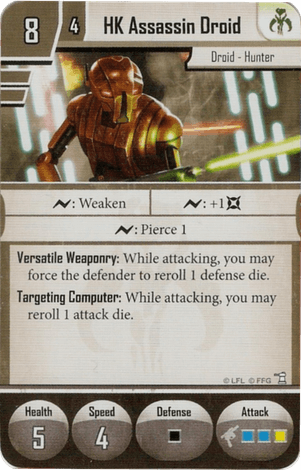 8 4 HK Assassin Droid
Droid - Hunter
: Weaken : +1
: Pierce 1
Versatile Weaponry: While attacking, you may
force the defender to reroll 1 defense die.
Targeting Computer: While attacking, you may
reroll 1 attack die.
© LFL © FFG
Health Speed Defense Attack
5 4